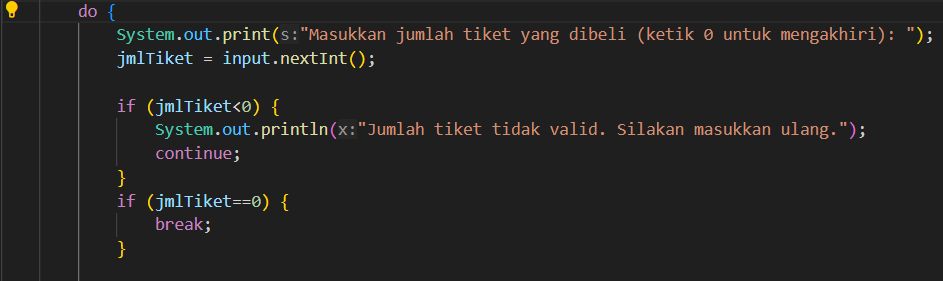 do {
System.out.print(s:"Masukkan jumlah tiket yang dibeli (ketik 0 untuk mengakhiri): ");
jmlTiket = input.nextInt();
if (jmlTiket<0) {
System.out.println(x:"Jumlah tiket tidak valid. Silakan masukkan ulang.");
continue;
}
if (jmlTiket==0) {
break;
}